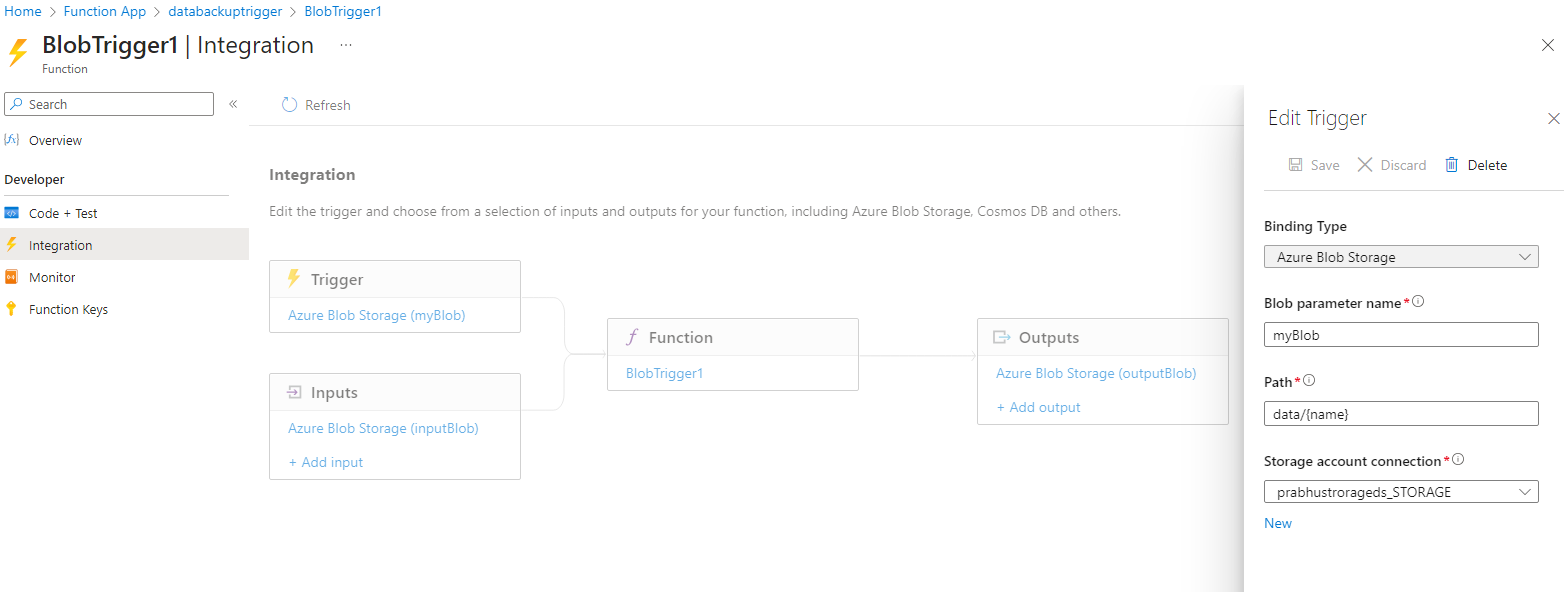 Home > Function App > databackuptrigger > BlobTrigger1
BlobTrigger1 | Integration ...
Function
Search «
Overview
Developer
Code + Test
Integration
Monitor
Function Keys
Refresh
Integration
Edit the trigger and choose from a selection of inputs and outputs for your function, including Azure Blob Storage, Cosmos DB and others.
Trigger
Azure Blob Storage (myBlob)
Inputs
Azure Blob Storage (inputBlob)
+ Add input
Function
BlobTrigger1
Outputs
Azure Blob Storage (outputBlob)
+ Add output
Edit Trigger
Save Discard Delete
Binding Type
Azure Blob Storage
Blob parameter name*
myBlob
Path*
data/{name}
Storage account connection*
prabhustrorageds_STORAGE
New